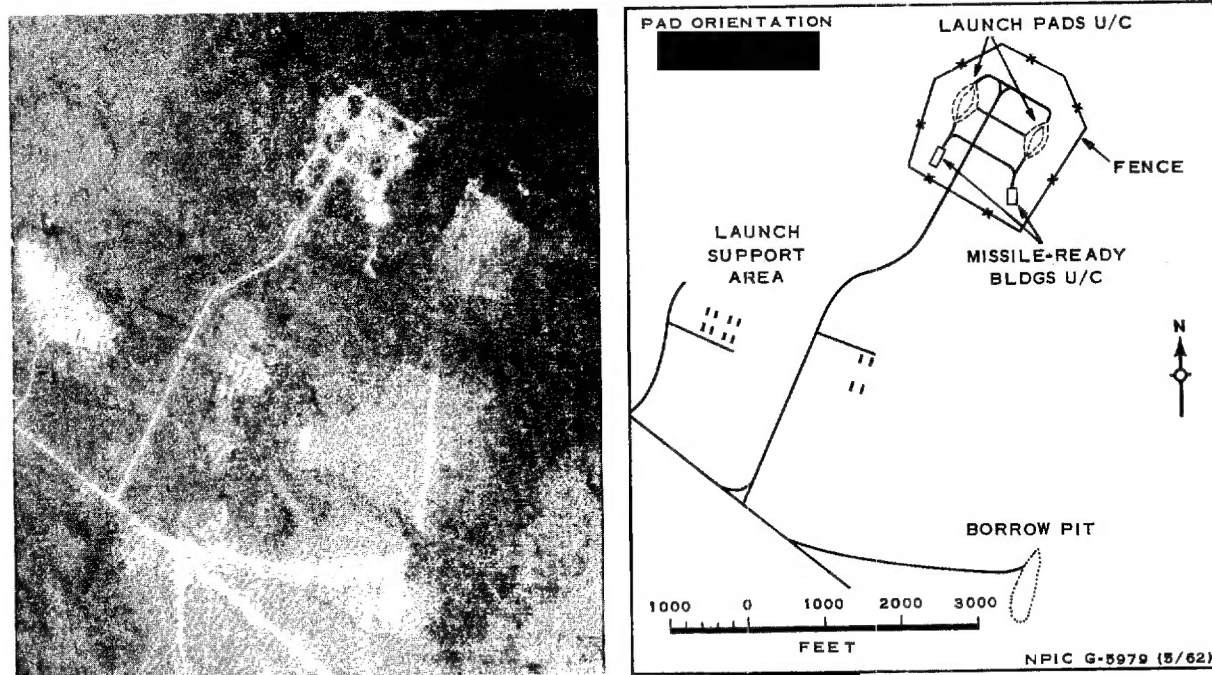 PAD ORIENTATION
LAUNCH PADS U/C
FENCE
LAUNCH
SUPPORT
AREA
MISSILE-READY
BLDGS U/C
N
BORROW PIT
1000 0 1000 2000 3000
FEET
NPIC G-5979 (5/62)